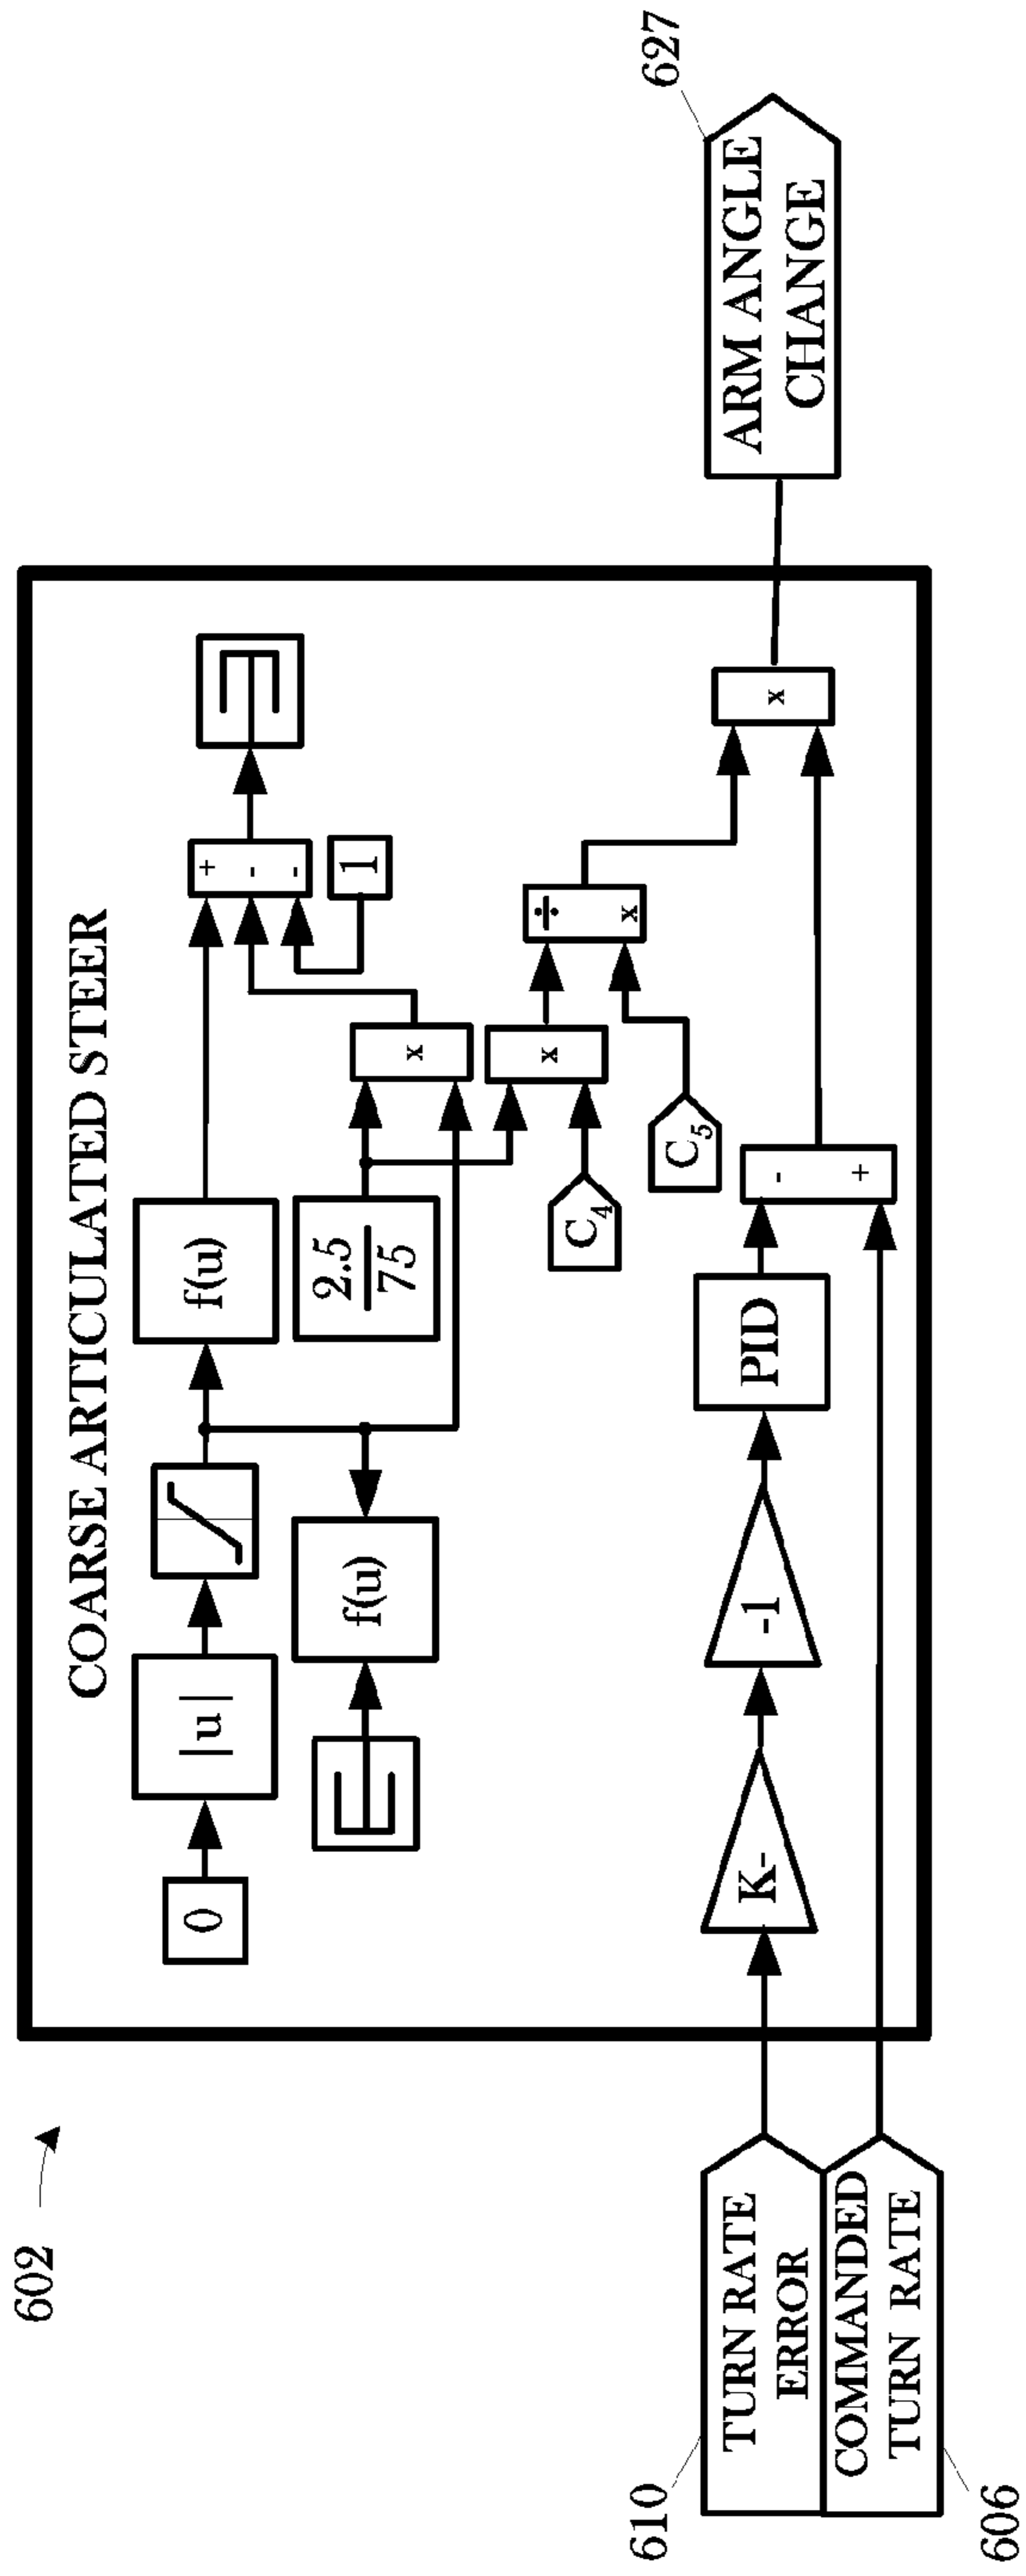 602
COARSE ARTICULATED STEER
0
|u|
f(u)
+
-
-
1
f(u)
2.5
75
x
x
÷
x
C4
C5
610
TURN RATE
ERROR
K-
-1
PID
-
+
x
ARM ANGLE
CHANGE
627
COMMANDED
TURN RATE
606